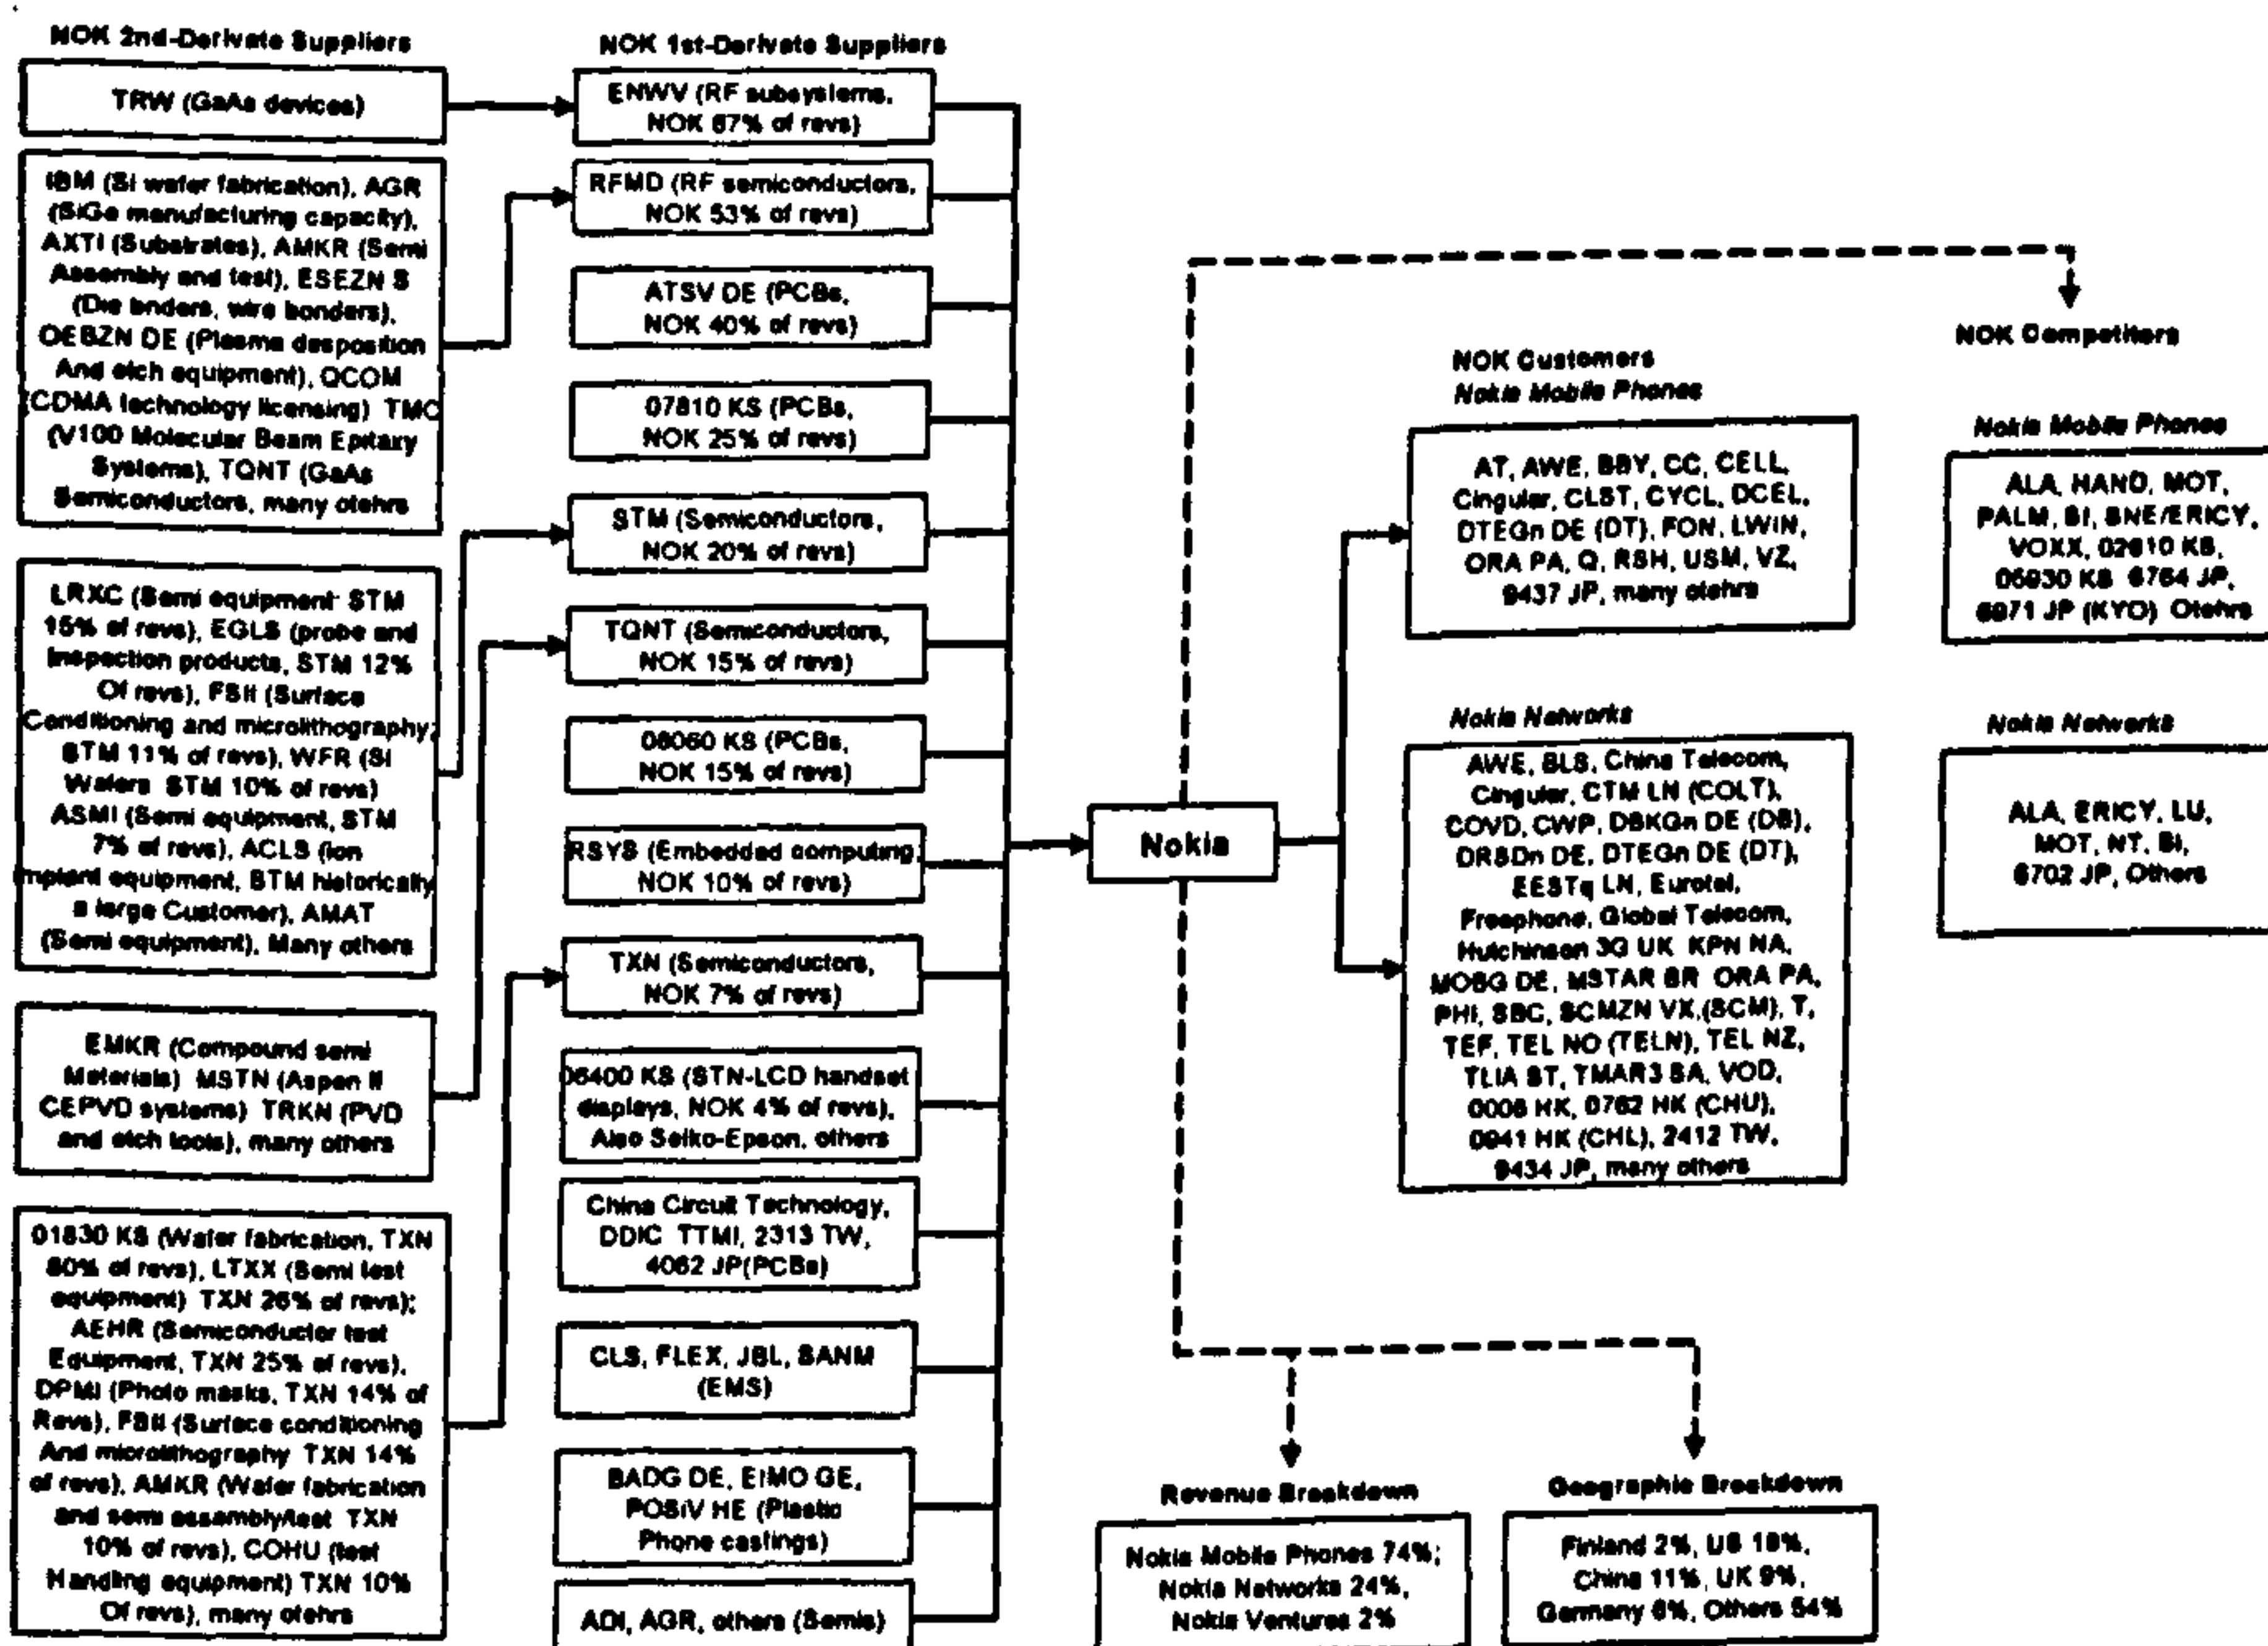 NOK 2nd-Derivate Suppliers
TRW (GaAs devices)
IBM (Si wafer fabrication), AGR
(SiGe manufacturing capacity),
AXTI (Substrates), AMKR (Semi
Assembly and test), ESEZN S
(Die bnders, wire bonders),
OEBZN DE (Plasma desposition
And etch equipment), QCOM
(CDMA technology licensing) TMO
(V100 Molecular Beam Epitaxy
Systems), TQNT (GaAs
Semiconductors, many otehrs
LRXC (Semi equipment STM
15% of revs), EGLS (probe and
Inspection products, STM 12%
Of revs), FSII (Surface
Conditioning and microlithography;
STM 11% of revs), WFR (Si
Wafers STM 10% of revs)
ASMI (Semi equipment, STM
7% of revs), ACLS (ion
Implant equipment, STM historically
a large Customer), AMAT
(Semi equipment), Many others
EMKR (Compound semi
Materials) MSTN (Aspen II
CEPVD systems) TRKN (PVD
and etch tools), many others
01830 KS (Wafer fabrication, TXN
of revs), LTXX (Semi test
equipment) TXN 26% of revs);
AEHR (Semiconductor test
Equipment, TXN 25% of revs),
DPMI (Photo masks, TXN 14% of
Revs), FSII (Surface conditioning
And microlithography TXN 14%
of revs), AMKR (Wafer fabrication
and semi assembly/test TXN
10% of revs), COHU (test
Handling equipment) TXN 10%
Of revs), many otehrs
NOK 1st-Derivate Suppliers
ENWV (RF subsystems,
NOK 67% of revs)
RFMD (RF semiconductors,
NOK 53% of revs)
ATSV DE (PCBs,
NOK 40% of revs)
07810 KS (PCBs,
NOK 25% of revs)
STM (Semiconductors,
NOK 20% of revs)
TQNT (Semiconductors,
NOK 15% of revs)
08060 KS (PCBs,
NOK 15% of revs)
RSYS (Embedded computing,
NOK 10% of revs)
TXN (Semiconductors,
NOK 7% of revs)
06400 KS (STN-LCD handset
displays, NOK 4% of revs),
Also Seiko-Epson, others
China Circuit Technology,
DDIC TTMI, 2313 TW,
4062 JP(PCBs)
CLS, FLEX, JBL, SANM
(EMS)
BADG DE, EIMO GE,
POSIV HE (Plastic
Phone castings)
ADI, AGR, others (Semis)
Nokia
NOK Customers
Nokia Mobile Phones
AT, AWE, BBY, CC, CELL,
Cingular, CLST, CYCL, DCEL,
DTEGn DE (DT), FON, LWIN,
ORA PA, Q, RSH, USM, VZ,
9437 JP, many otehrs
Nokia Networks
AWE, BLS, China Telecom,
Cingular, CTM LN (COLT),
COVD, CWP, DBKGn DE (DB),
DRSDn DE, DTEGn DE (DT),
EESTq LN, Eurotel,
Freephone, Global Telecom,
Hutchinson 3G UK KPN NA,
MOBG DE, MSTAR BR ORA PA,
PHI, SBC, SCMZN VX,(SCM), T,
TEF, TEL NO (TELN), TEL NZ,
TLIA ST, TMAR3 SA, VOD,
0008 HK, 0762 HK (CHU),
0941 HK (CHL), 2412 TW,
9434 JP, many others
NOK Competitiers
Nokia Mobile Phones
ALA, HAND, MOT,
PALM, SI, SNE/ERICY,
VOXX, 02610 KS,
05930 KS 6764 JP,
6971 JP (KYO) Otehrs
Nokia Networks
ALA, ERICY, LU,
MOT, NT, SI,
6702 JP, Others
Revenue Breakdown
Nokia Mobile Phones 74%;
Nokia Networks 24%,
Nokia Ventures 2%
Geographic Breakdown
Finland 2%, US 18%,
China 11%, UK 9%,
Germany 6%, Others 54%